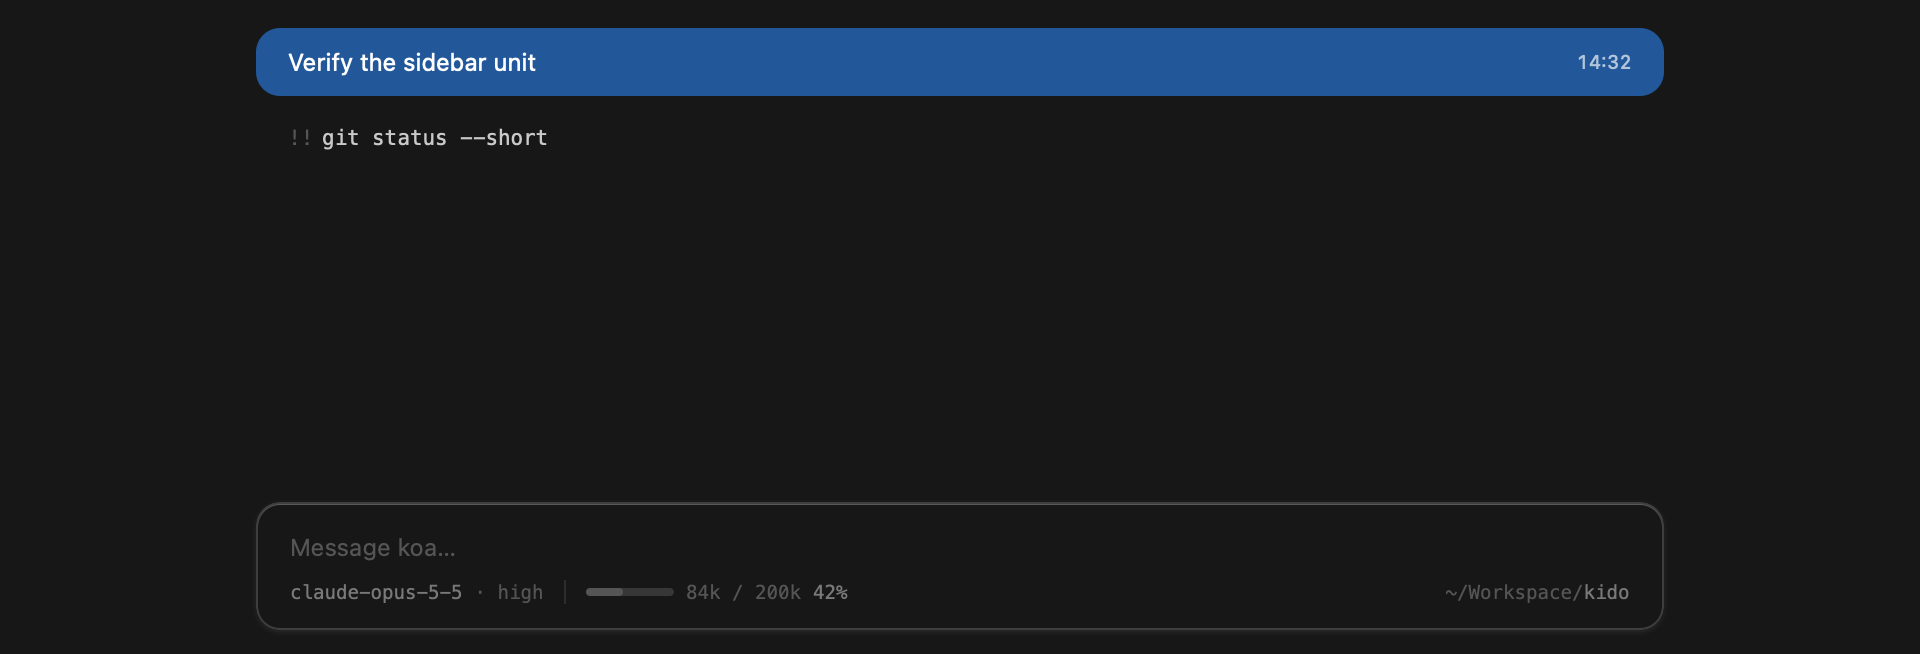 Verify the sidebar unit 14:32
!! git status --short
Message koa...
claude-opus-5-5 · high 84k / 200k 42% ~/Workspace/kido